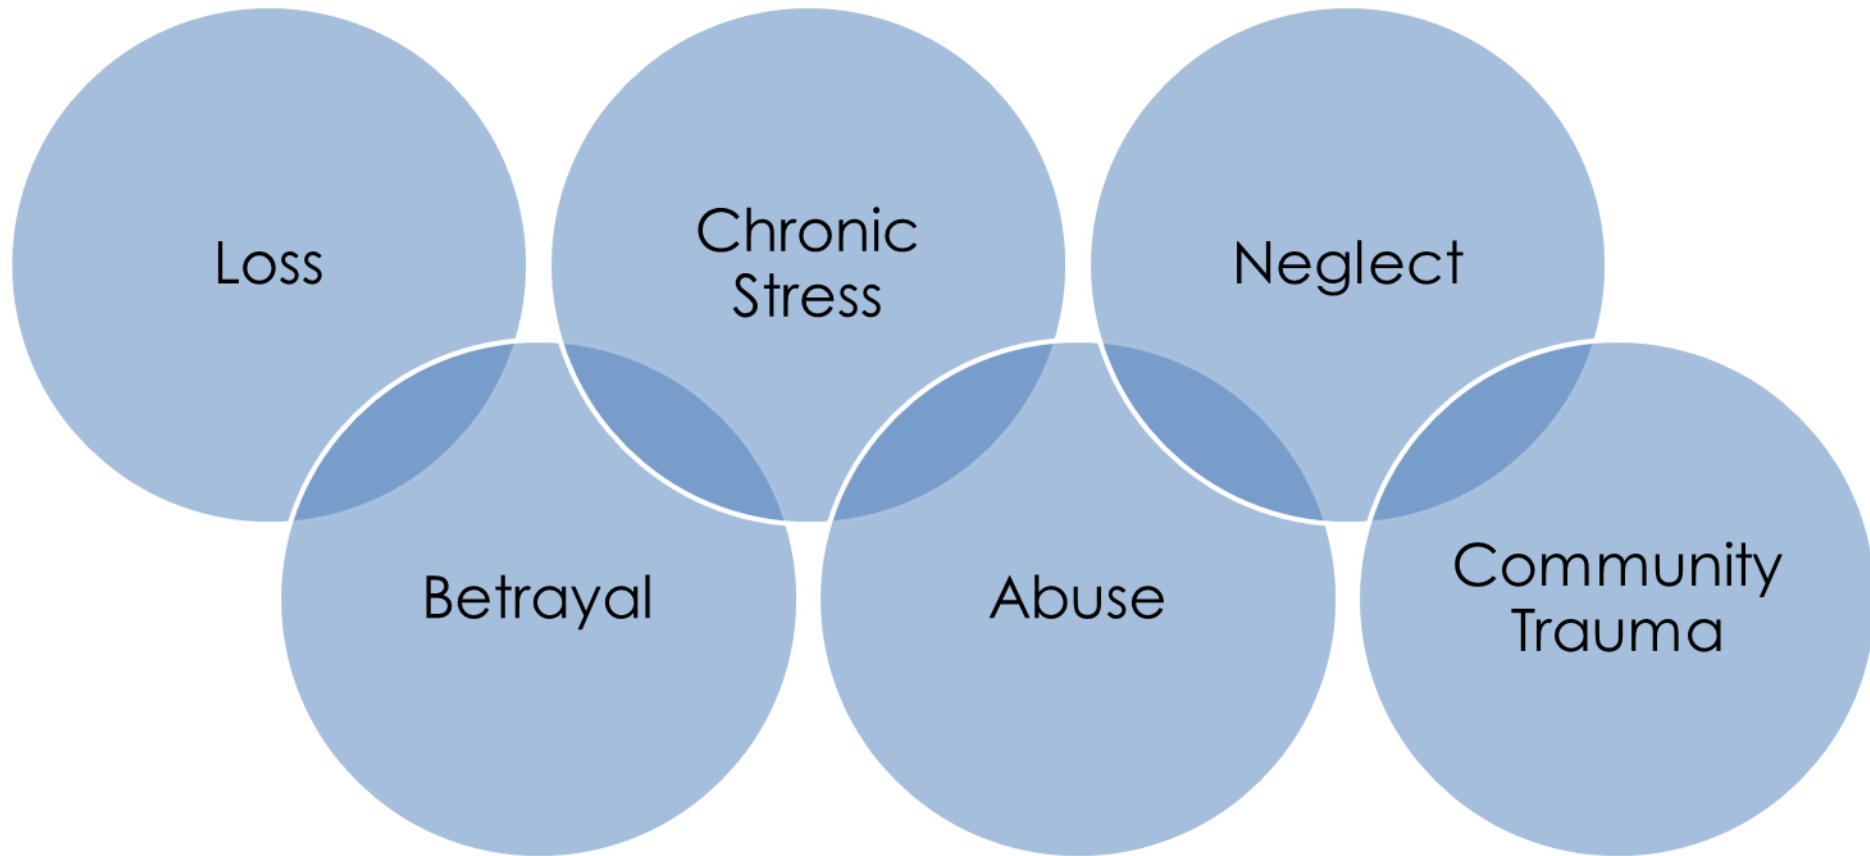 Loss
Chronic
Stress
Neglect
Betrayal
Abuse
Community
Trauma